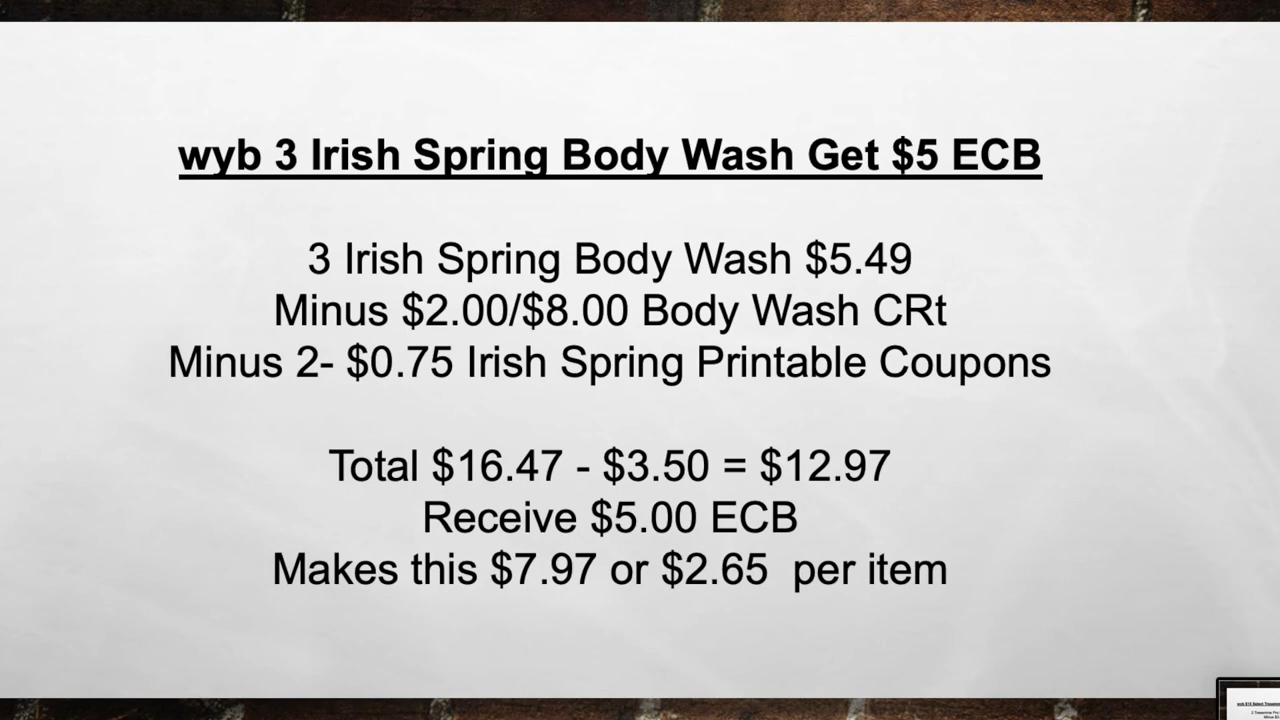 wyb 3 Irish Spring Body Wash Get $5 ECB
3 Irish Spring Body Wash $5.49
Minus $2.00/$8.00 Body Wash CRt
Minus 2- $0.75 Irish Spring Printable Coupons
Total $16.47 - $3.50 = $12.97
Receive $5.00 ECB
Makes this $7.97 or $2.65 per item